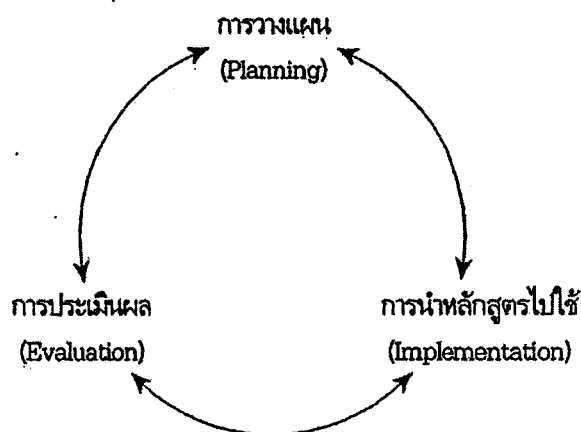 การวางแผน
(Planning)
การประเมินผล
การนำหลักสูตรไปใช้
(Evaluation)
(Implementation)